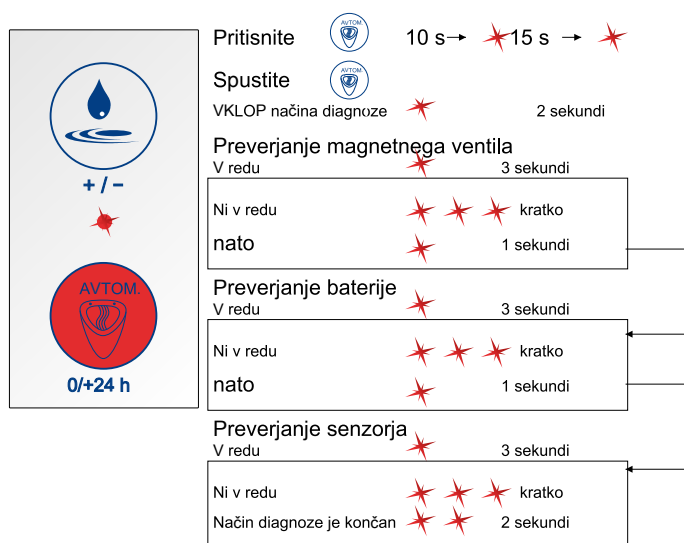 Pritisnite AVTOM. 10 s 15 s
Spustite AVTOM.
VKLOP načina diagnoze 2 sekundi
Preverjanje magnetnega ventila
V redu 3 sekundi
+ / −
Ni v redu kratko
nato 1 sekundi
AVTOM.
0/+24 h
Preverjanje baterije
V redu 3 sekundi
Ni v redu kratko
nato 1 sekundi
Preverjanje senzorja
V redu 3 sekundi
Ni v redu kratko
Način diagnoze je končan 2 sekundi